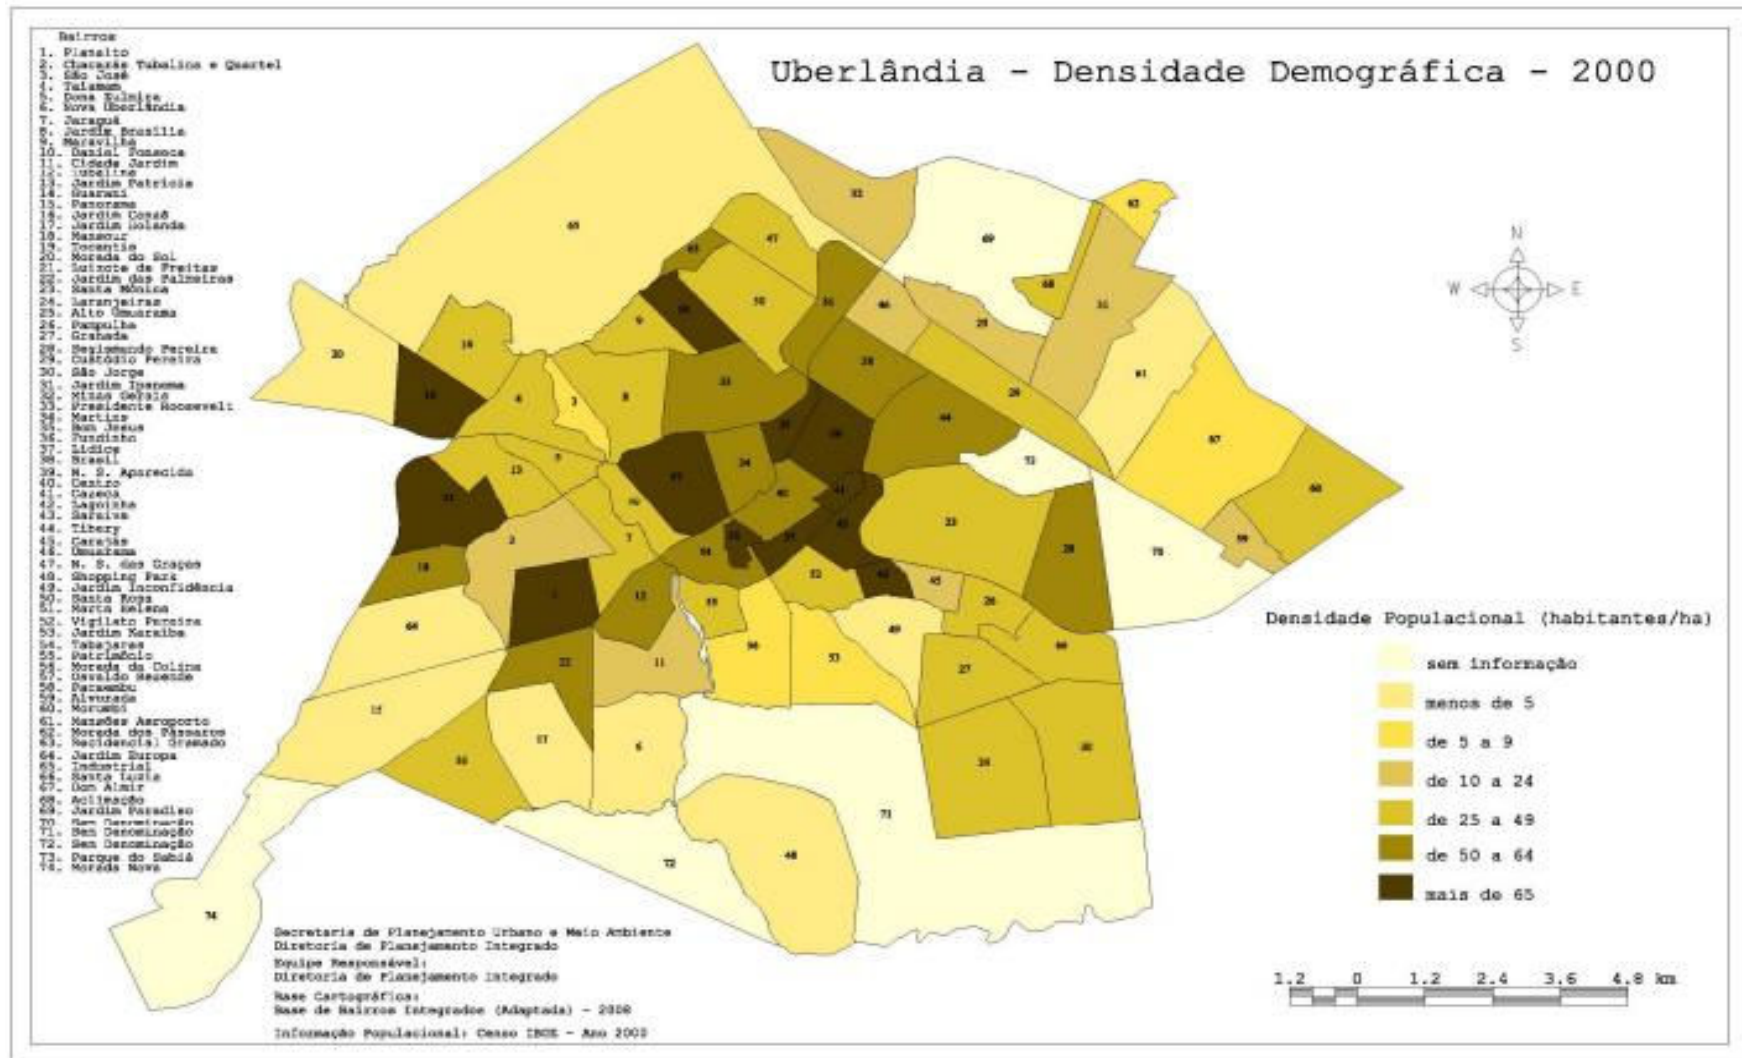 Uberlândia - Densidade Demográfica - 2000
Bairros
1. Planalto
2. Chacaras Tubalina e Quartel
3. São José
4. Taiaman
5. Dona Zulmira
6. Nova Uberlândia
7. Jaraguá
8. Jardim Brasília
9. Maravilha
10. Daniel Fonseca
11. Cidade Jardim
12. Tubalina
13. Jardim Patrícia
14. Guarani
15. Panorama
16. Jardim Canaã
17. Jardim Holanda
18. Mansour
19. Tocantis
20. Morada do Sol
21. Luizote de Freitas
22. Jardim das Palmeiras
23. Santa Mônica
24. Laranjeiras
25. Alto Umuarama
26. Pampulha
27. Granada
28. Segismundo Pereira
29. Custódio Pereira
30. São Jorge
31. Jardim Ipanema
32. Minas Gerais
33. Presidente Roosevelt
34. Martins
35. Bom Jesus
36. Fundinho
37. Lídice
38. Brasil
39. N. S. Aparecida
40. Centro
41. Cazeca
42. Lagoinha
43. Saraiva
44. Tibery
45. Carajás
46. Umuarama
47. N. S. das Graças
48. Shopping Park
49. Jardim Inconfidência
50. Santa Rosa
51. Marta Helena
52. Vigilato Pereira
53. Jardim Karaíba
54. Tabajaras
55. Patrimônio
56. Morada da Colina
57. Osvaldo Rezende
58. Pacaembu
59. Alvorada
60. Morumbi
61. Mansões Aeroporto
62. Morada dos Pássaros
63. Residencial Gramado
64. Jardim Europa
65. Industrial
66. Santa Luzia
67. Dom Almir
68. Aclimação
69. Jardim Paradiso
70. Sem Denominação
71. Sem Denominação
72. Sem Denominação
73. Parque do Sabiá
74. Morada Nova
N
W E
S
Densidade Populacional (habitantes/ha)
sem informação
menos de 5
de 5 a 9
de 10 a 24
de 25 a 49
de 50 a 64
mais de 65
Secretaria de Planejamento Urbano e Meio Ambiente
Diretoria de Planejamento Integrado
Equipe Responsável:
Diretoria de Planejamento Integrado
Base Cartográfica:
Base de Bairros Integrados (Adaptada) - 2008
Informação Populacional: Censo IBGE - Ano 2000
1.2 0 1.2 2.4 3.6 4.8 km